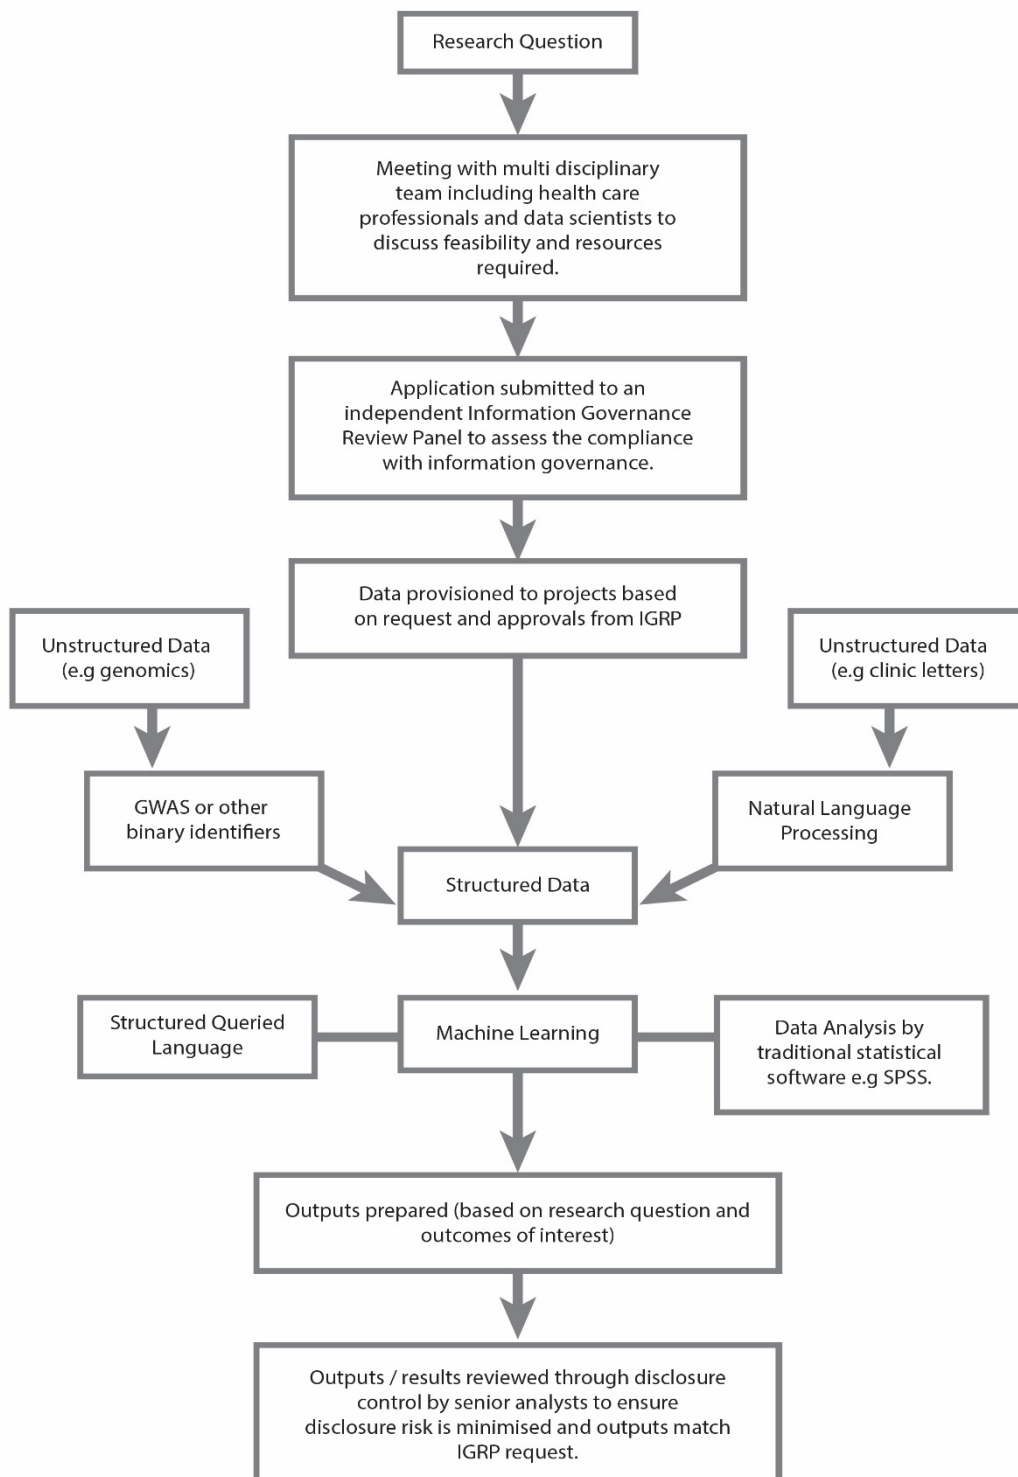 Research Question
Meeting with multi disciplinary
team including health care
professionals and data scientists to
discuss feasibility and resources
required.
Application submitted to an
independent Information Governance
Review Panel to assess the compliance
with information governance.
Data provisioned to projects based
on request and approvals from IGRP
Unstructured Data
(e.g genomics)
Unstructured Data
(e.g clinic letters)
GWAS or other
binary identifiers
Natural Language
Processing
Structured Data
Structured Queried
Language
Machine Learning
Data Analysis by
traditional statistical
software e.g SPSS.
Outputs prepared (based on research question and
outcomes of interest)
Outputs / results reviewed through disclosure
control by senior analysts to ensure
disclosure risk is minimised and outputs match
IGRP request.